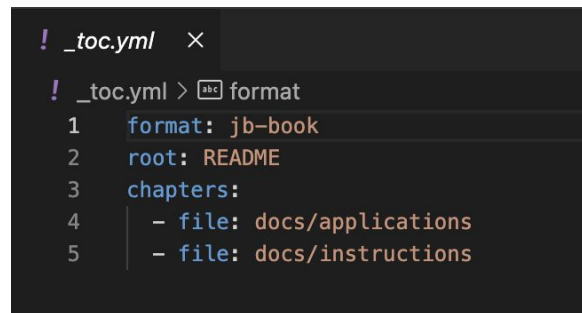 ! _toc.yml ×
! _toc.yml > abc format
1 format: jb-book
2 root: README
3 chapters:
4 - file: docs/applications
5 - file: docs/instructions